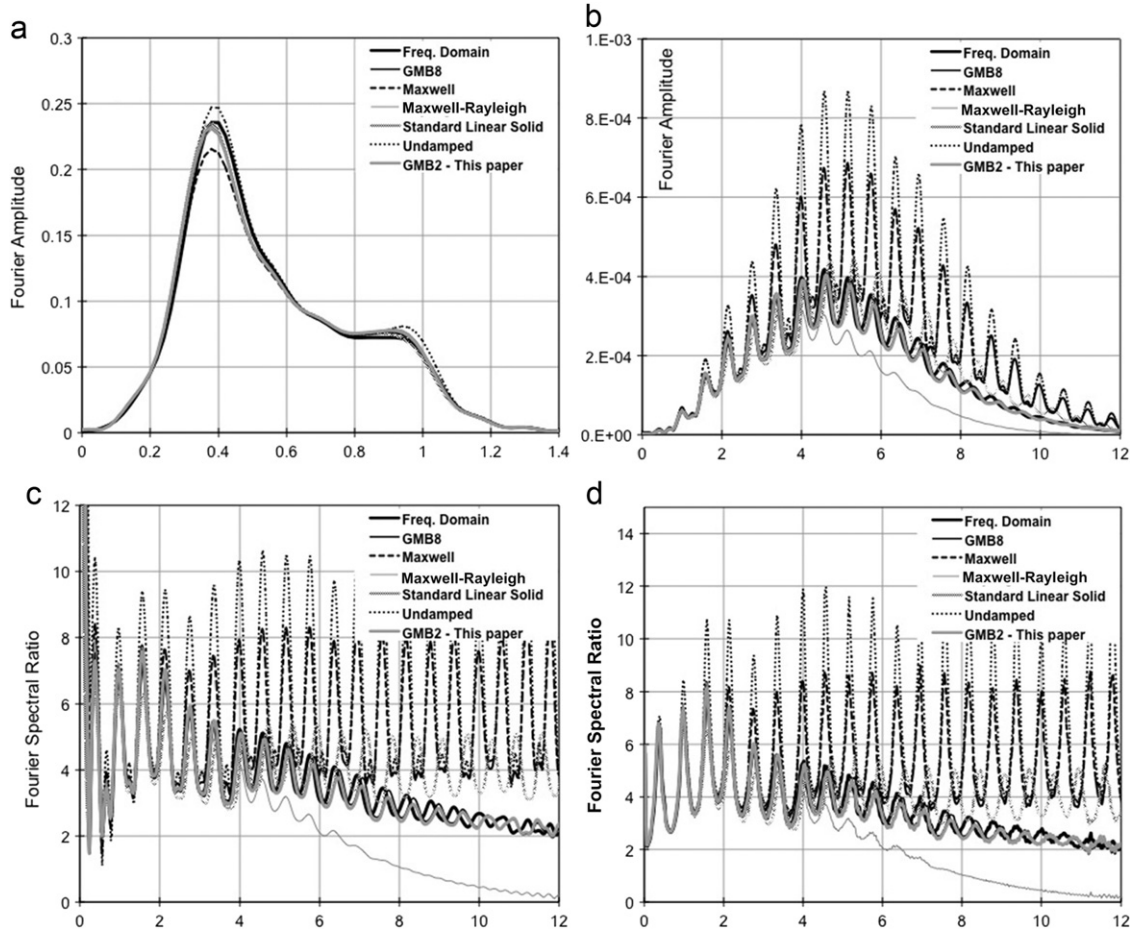 a
0.3
0.25
0.2
0.15
0.1
0.05
0
Fourier Amplitude
Freq. Domain
GMB8
Maxwell
Maxwell-Rayleigh
Standard Linear Solid
Undamped
GMB2 - This paper
0 0.2 0.4 0.6 0.8 1 1.2 1.4
b
1.E-03
8.E-04
6.E-04
4.E-04
2.E-04
0.E+00
Fourier Amplitude
Freq. Domain
GMB8
Maxwell
Maxwell-Rayleigh
Standard Linear Solid
Undamped
GMB2 - This paper
0 2 4 6 8 10 12
c
12
10
8
6
4
2
0
Fourier Spectral Ratio
Freq. Domain
GMB8
Maxwell
Maxwell-Rayleigh
Standard Linear Solid
Undamped
GMB2 - This paper
0 2 4 6 8 10 12
d
14
12
10
8
6
4
2
0
Fourier Spectral Ratio
Freq. Domain
GMB8
Maxwell
Maxwell-Rayleigh
Standard Linear Solid
Undamped
GMB2 - This paper
0 2 4 6 8 10 12